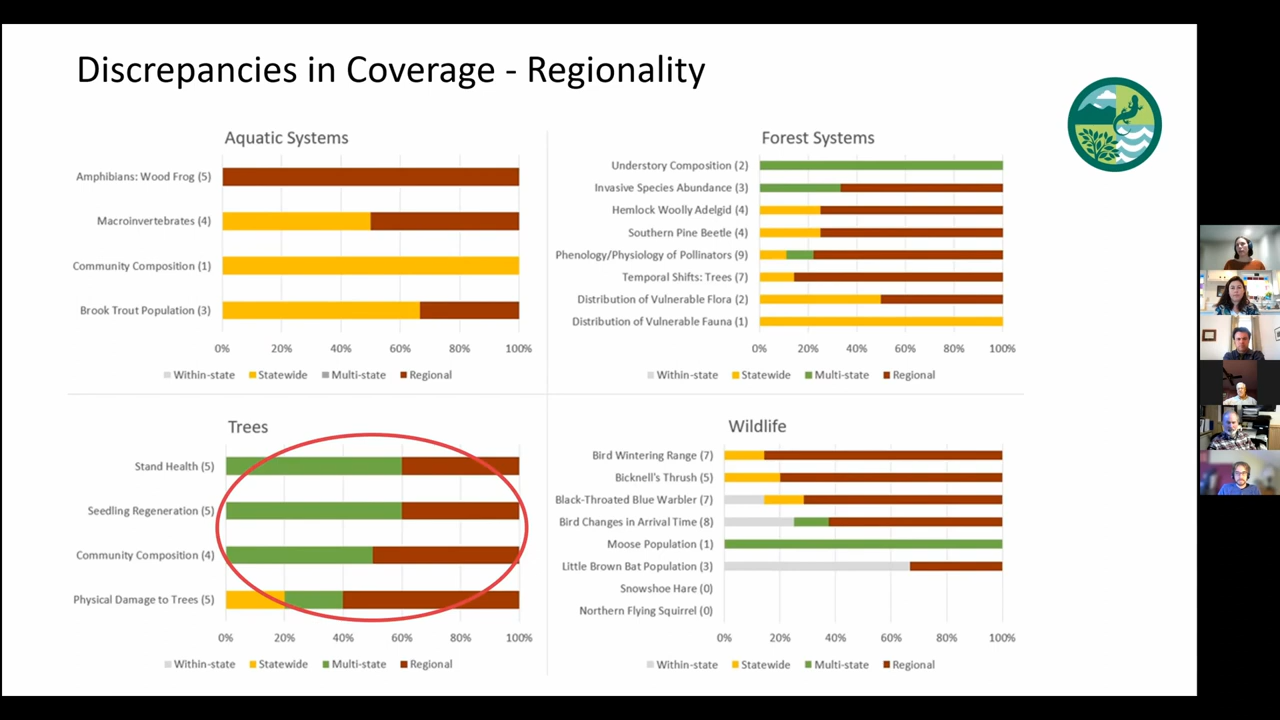 Discrepancies in Coverage - Regionality
Aquatic Systems
Amphibians: Wood Frog (5)
Macroinvertebrates (4)
Community Composition (1)
Brook Trout Population (3)
0% 20% 40% 60% 80% 100%
Within-state Statewide Multi-state Regional
Forest Systems
Understory Composition (2)
Invasive Species Abundance (3)
Hemlock Woolly Adelgid (4)
Southern Pine Beetle (4)
Phenology/Physiology of Pollinators (9)
Temporal Shifts: Trees (7)
Distribution of Vulnerable Flora (2)
Distribution of Vulnerable Fauna (1)
0% 20% 40% 60% 80% 100%
Within-state Statewide Multi-state Regional
Trees
Stand Health (5)
Seedling Regeneration (5)
Community Composition (4)
Physical Damage to Trees (5)
0% 20% 40% 60% 80% 100%
Within-state Statewide Multi-state Regional
Wildlife
Bird Wintering Range (7)
Bicknell's Thrush (5)
Black-Throated Blue Warbler (7)
Bird Changes in Arrival Time (8)
Moose Population (1)
Little Brown Bat Population (3)
Snowshoe Hare (0)
Northern Flying Squirrel (0)
0% 20% 40% 60% 80% 100%
Within-state Statewide Multi-state Regional